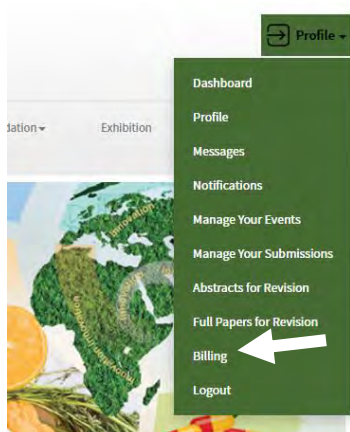 Profile
dation
Exhibition
Dashboard
Profile
Messages
Notifications
Manage Your Events
Manage Your Submissions
Abstracts for Revision
Full Papers for Revision
Billing
Logout
innovation